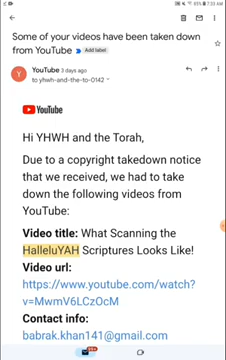 85% 7:53 AM
Some of your videos have been taken down
from YouTube Add label
YouTube 3 days ago
to yhwh-and-the-to-0142
YouTube
Hi YHWH and the Torah,
Due to a copyright takedown notice
that we received, we had to take
down the following videos from
YouTube:
Video title: What Scanning the
HalleluYAH Scriptures Looks Like!
Video url:
https://www.youtube.com/watch?
v=MwmV6LCzOcM
Contact info:
babrak.khan141@gmail.com